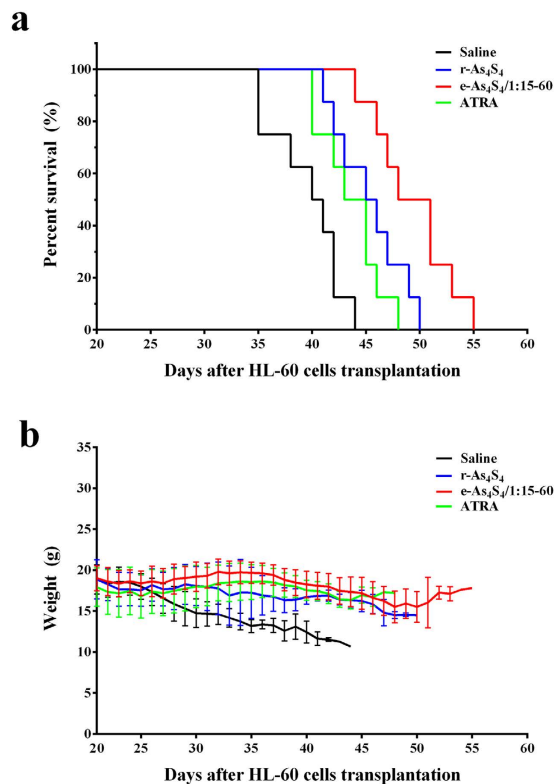 a
Saline
r-As₄S₄
e-As₄S₄/1:15-60
ATRA
Percent survival (%)
100
80
60
40
20
0
20 25 30 35 40 45 50 55 60
Days after HL-60 cells transplantation
b
Saline
r-As₄S₄
e-As₄S₄/1:15-60
ATRA
Weight (g)
35
30
25
20
15
10
5
0
20 25 30 35 40 45 50 55 60
Days after HL-60 cells transplantation